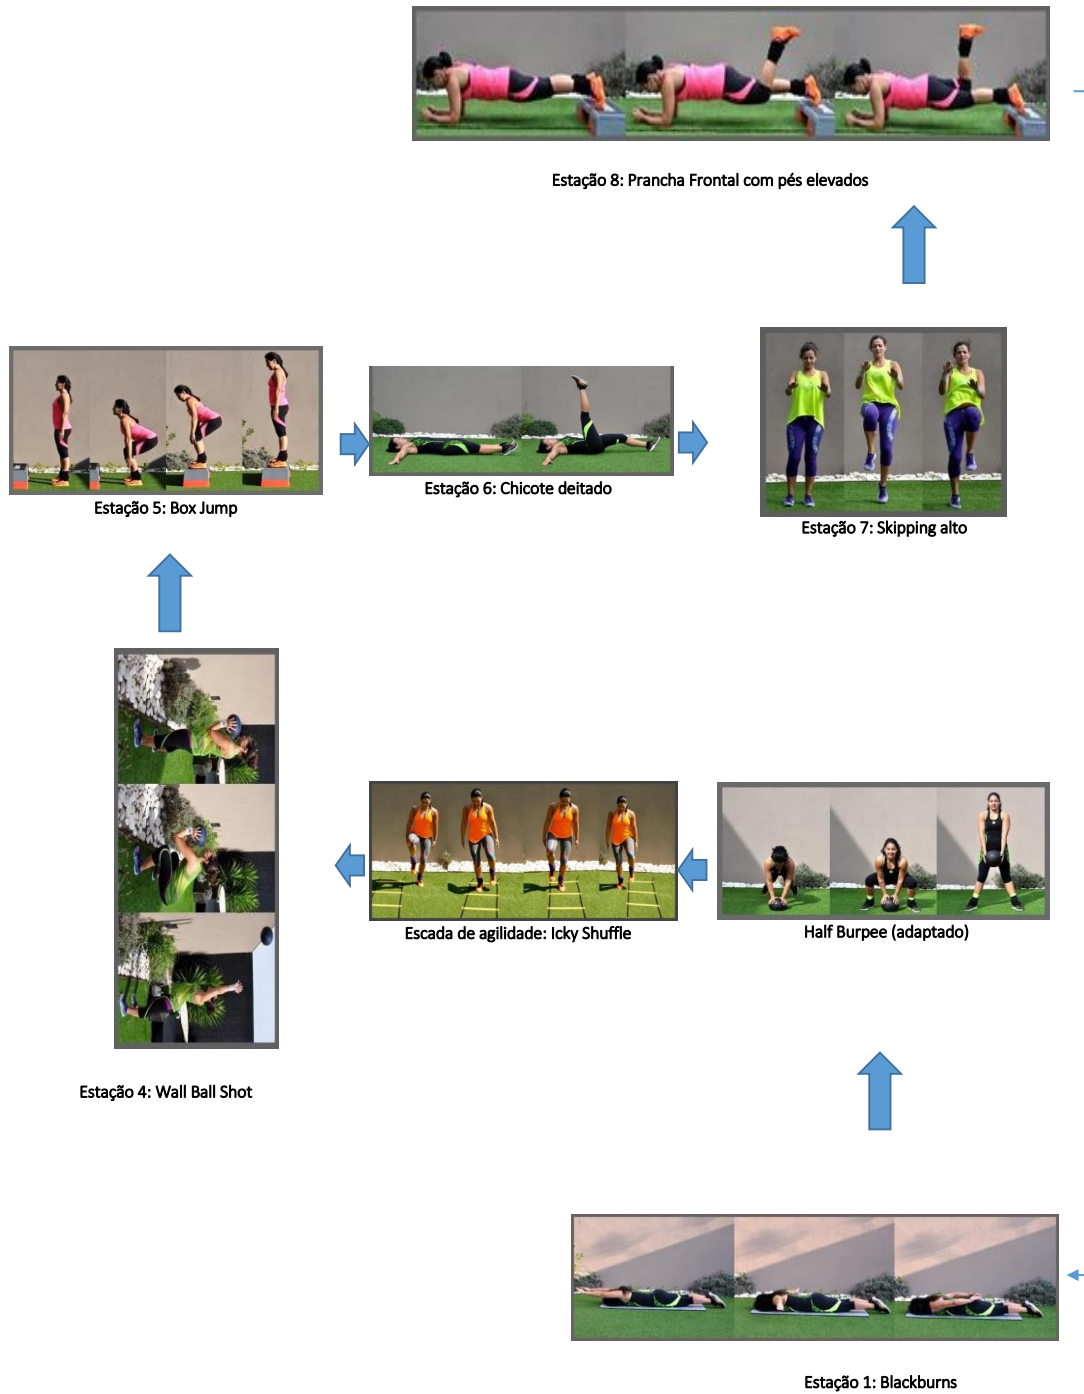 Estação 8: Prancha Frontal com pés elevados
Estação 5: Box Jump
Estação 6: Chicote deitado
Estação 7: Skipping alto
Escada de agilidade: Icky Shuffle
Half Burpee (adaptado)
Estação 4: Wall Ball Shot
Estação 1: Blackburns